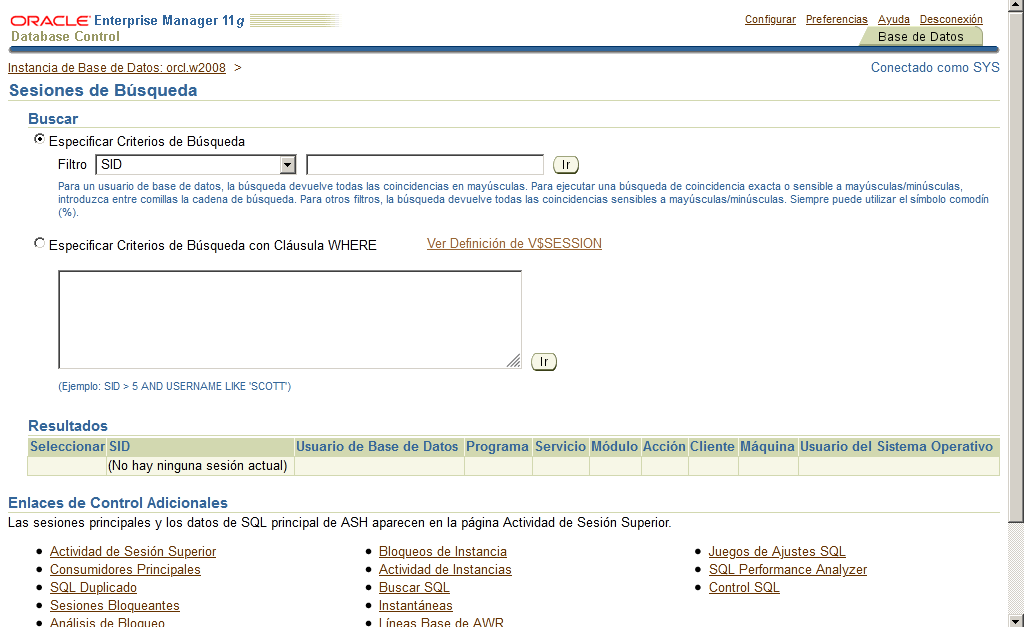 ORACLE Enterprise Manager 11g
Configurar Preferencias Ayuda Desconexión
Database Control
Base de Datos
Instancia de Base de Datos: orcl.w2008 >
Conectado como SYS
Sesiones de Búsqueda
Buscar
Especificar Criterios de Búsqueda
Filtro SID Ir
Para un usuario de base de datos, la búsqueda devuelve todas las coincidencias en mayúsculas. Para ejecutar una búsqueda de coincidencia exacta o sensible a mayúsculas/minúsculas,
introduzca entre comillas la cadena de búsqueda. Para otros filtros, la búsqueda devuelve todas las coincidencias sensibles a mayúsculas/minúsculas. Siempre puede utilizar el símbolo comodín
(%).
Especificar Criterios de Búsqueda con Cláusula WHERE Ver Definición de V$SESSION
Ir
(Ejemplo: SID > 5 AND USERNAME LIKE 'SCOTT')
Resultados
Seleccionar SID Usuario de Base de Datos Programa Servicio Módulo Acción Cliente Máquina Usuario del Sistema Operativo
(No hay ninguna sesión actual)
Enlaces de Control Adicionales
Las sesiones principales y los datos de SQL principal de ASH aparecen en la página Actividad de Sesión Superior.
• Actividad de Sesión Superior
• Consumidores Principales
• SQL Duplicado
• Sesiones Bloqueantes
• Análisis de Bloqueo
• Bloqueos de Instancia
• Actividad de Instancias
• Buscar SQL
• Instantáneas
• Líneas Base de AWR
• Juegos de Ajustes SQL
• SQL Performance Analyzer
• Control SQL